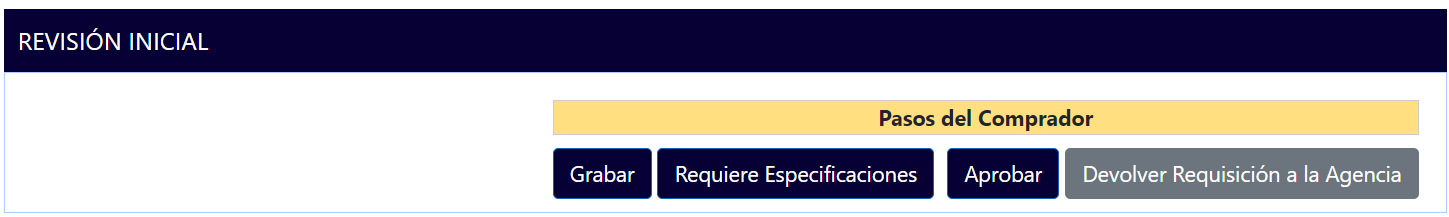 REVISIÓN INICIAL
Pasos del Comprador
Grabar Requiere Especificaciones Aprobar Devolver Requisición a la Agencia